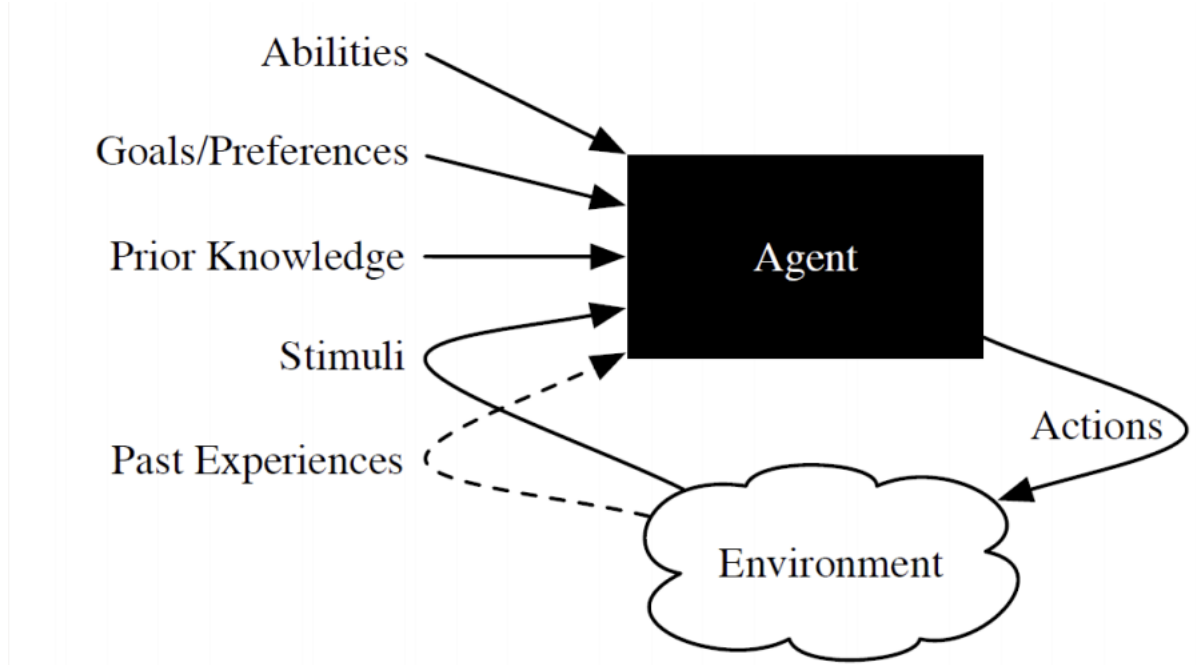 Abilities
Goals/Preferences
Prior Knowledge
Agent
Stimuli
Actions
Past Experiences
Environment